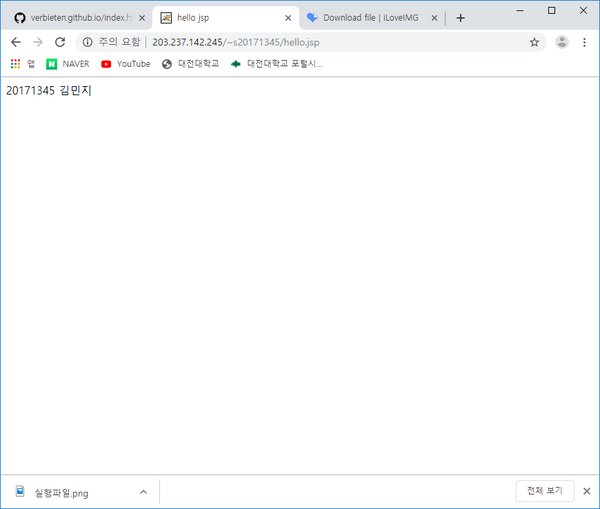 verbieten.github.io/index.ht
hello jsp
Download file | iLoveIMG
주의 요함 | 203.237.142.245/~s20171345/hello.jsp
앱
NAVER
YouTube
대전대학교
대전대학교 포털시...
20171345 김민지
실행파일.png
전체 보기